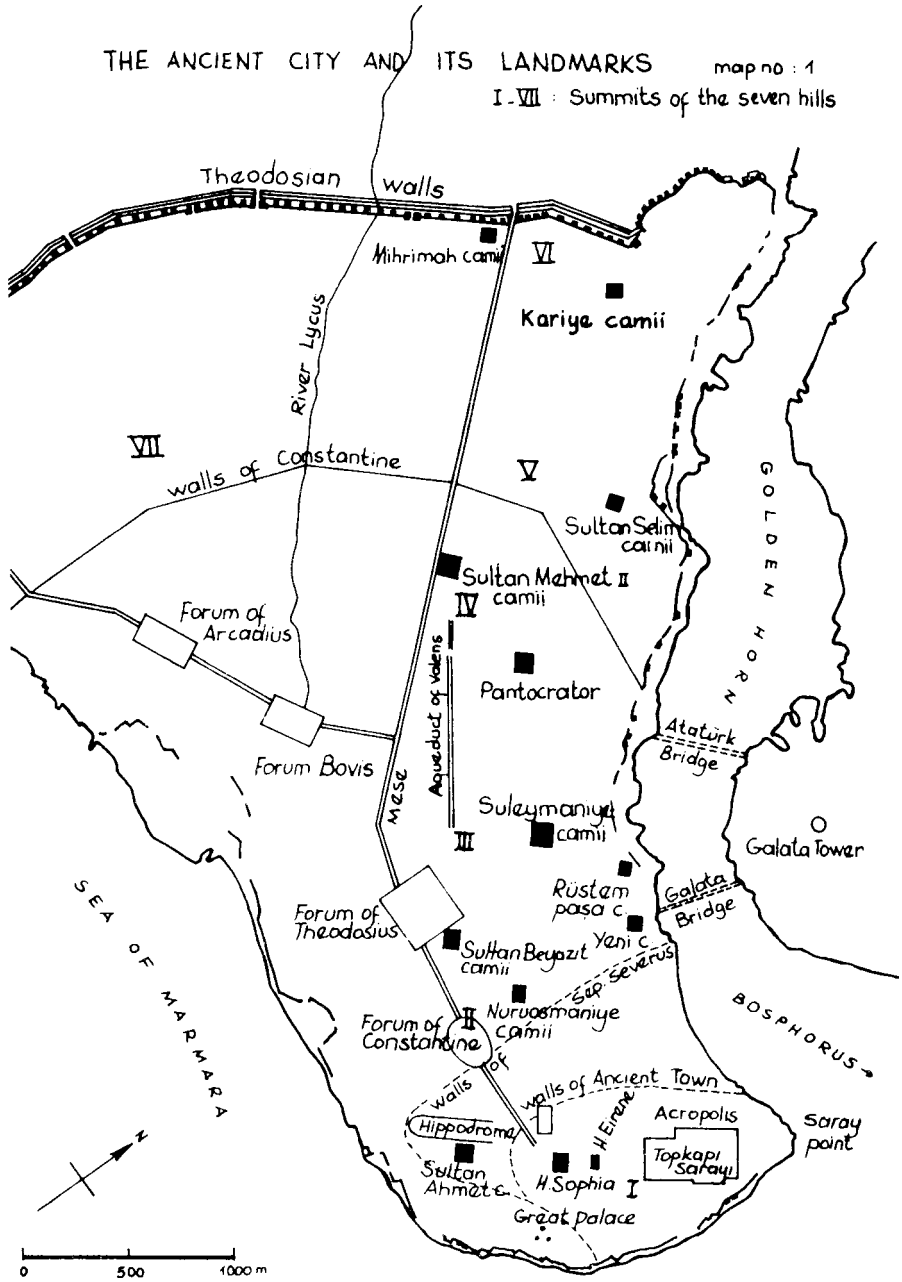 THE ANCIENT CITY AND ITS LANDMARKS
map no : 1
I - VII : Summits of the seven hills
Theodosian walls
Mihrimah cami
VI
Kariye camii
River Lycus
VII
walls of Constantine
V
Sultan Selim
camii
GOLDEN HORN
Sultan Mehmet II
camii
IV
Forum of
Arcadius
Aqueduct of Valens
Pantocrator
Atatürk
Bridge
Forum Bovis
Mese
Suleymaniye
camii
III
Galata Tower
Rüstem
paşa c.
Galata
Bridge
Forum of
Theodosius
Yeni c.
Sultan Beyazit
camii
SEA OF MARMARA
Nuruosmaniye
camii
II
Forum of
Constantine
walls of Sep. Severus
BOSPHORUS
walls of Ancient Town
Hippodrome
H Eirene
Acropolis
Saray
point
Topkapı
Sarayı
Sultan
Ahmet c.
H. Sophia
I
Great Palace
N
0 500 1000 m